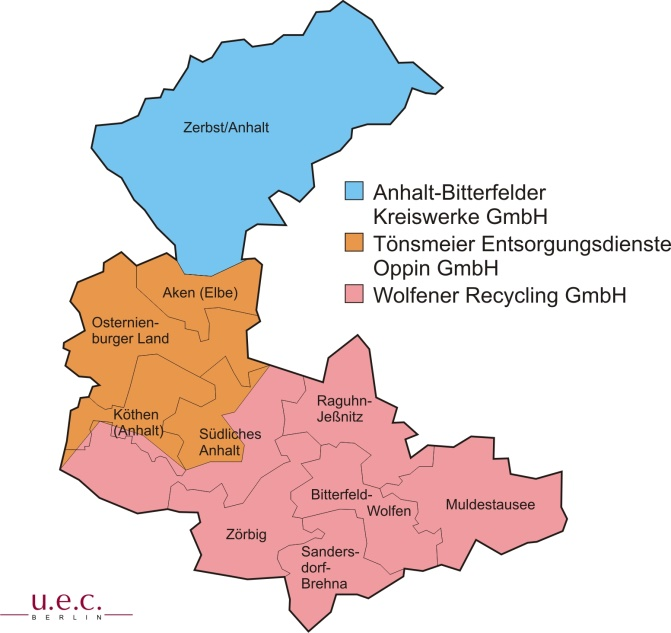 Zerbst/Anhalt
Anhalt-Bitterfelder
Kreiswerke GmbH
Tönsmeier Entsorgungsdienste
Oppin GmbH
Wolfener Recycling GmbH
Aken (Elbe)
Osternien-
burger Land
Köthen
(Anhalt)
Südliches
Anhalt
Raguhn-
Jeßnitz
Bitterfeld-
Wolfen
Muldestausee
Zörbig
Sanders-
dorf-
Brehna
u.e.c.
BERLIN